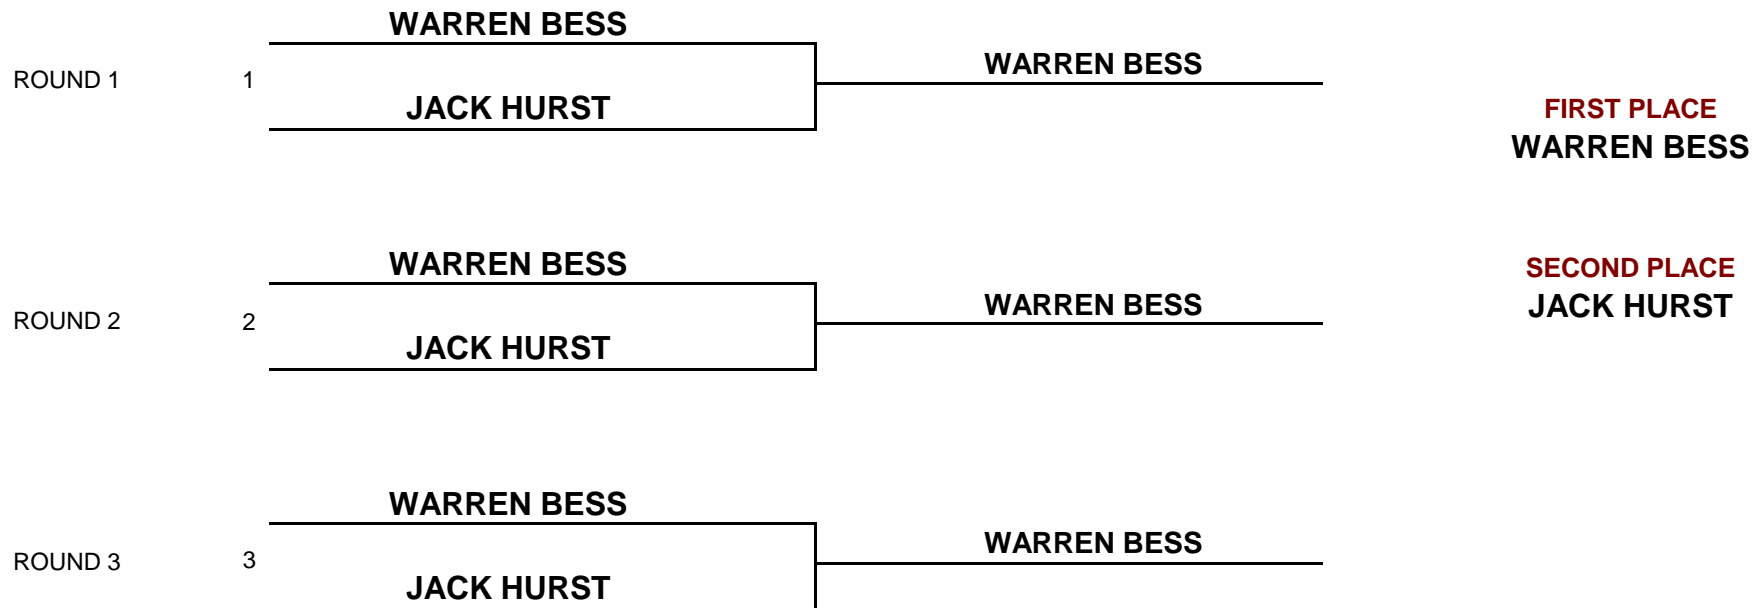 WARREN BESS
ROUND 1
1
WARREN BESS
JACK HURST
FIRST PLACE
WARREN BESS
WARREN BESS
ROUND 2
2
WARREN BESS
JACK HURST
SECOND PLACE
JACK HURST
WARREN BESS
ROUND 3
3
WARREN BESS
JACK HURST